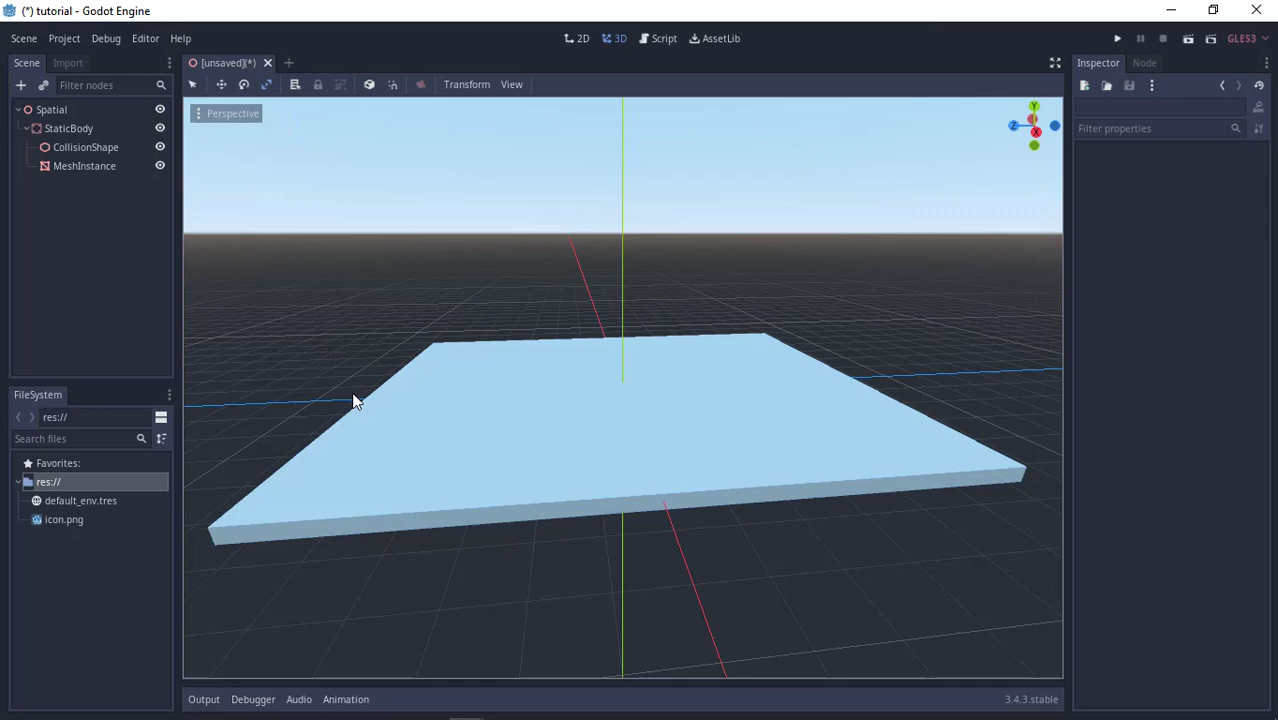 (*) tutorial - Godot Engine
Scene Project Debug Editor Help
2D 3D Script AssetLib
GLES3
Scene Import
[unsaved](*)
Inspector Node
Filter nodes
Transform View
Spatial
Perspective
Y
Z
X
StaticBody
Filter properties
CollisionShape
MeshInstance
FileSystem
res://
Search files
Favorites:
res://
default_env.tres
icon.png
Output Debugger Audio Animation
3.4.3.stable